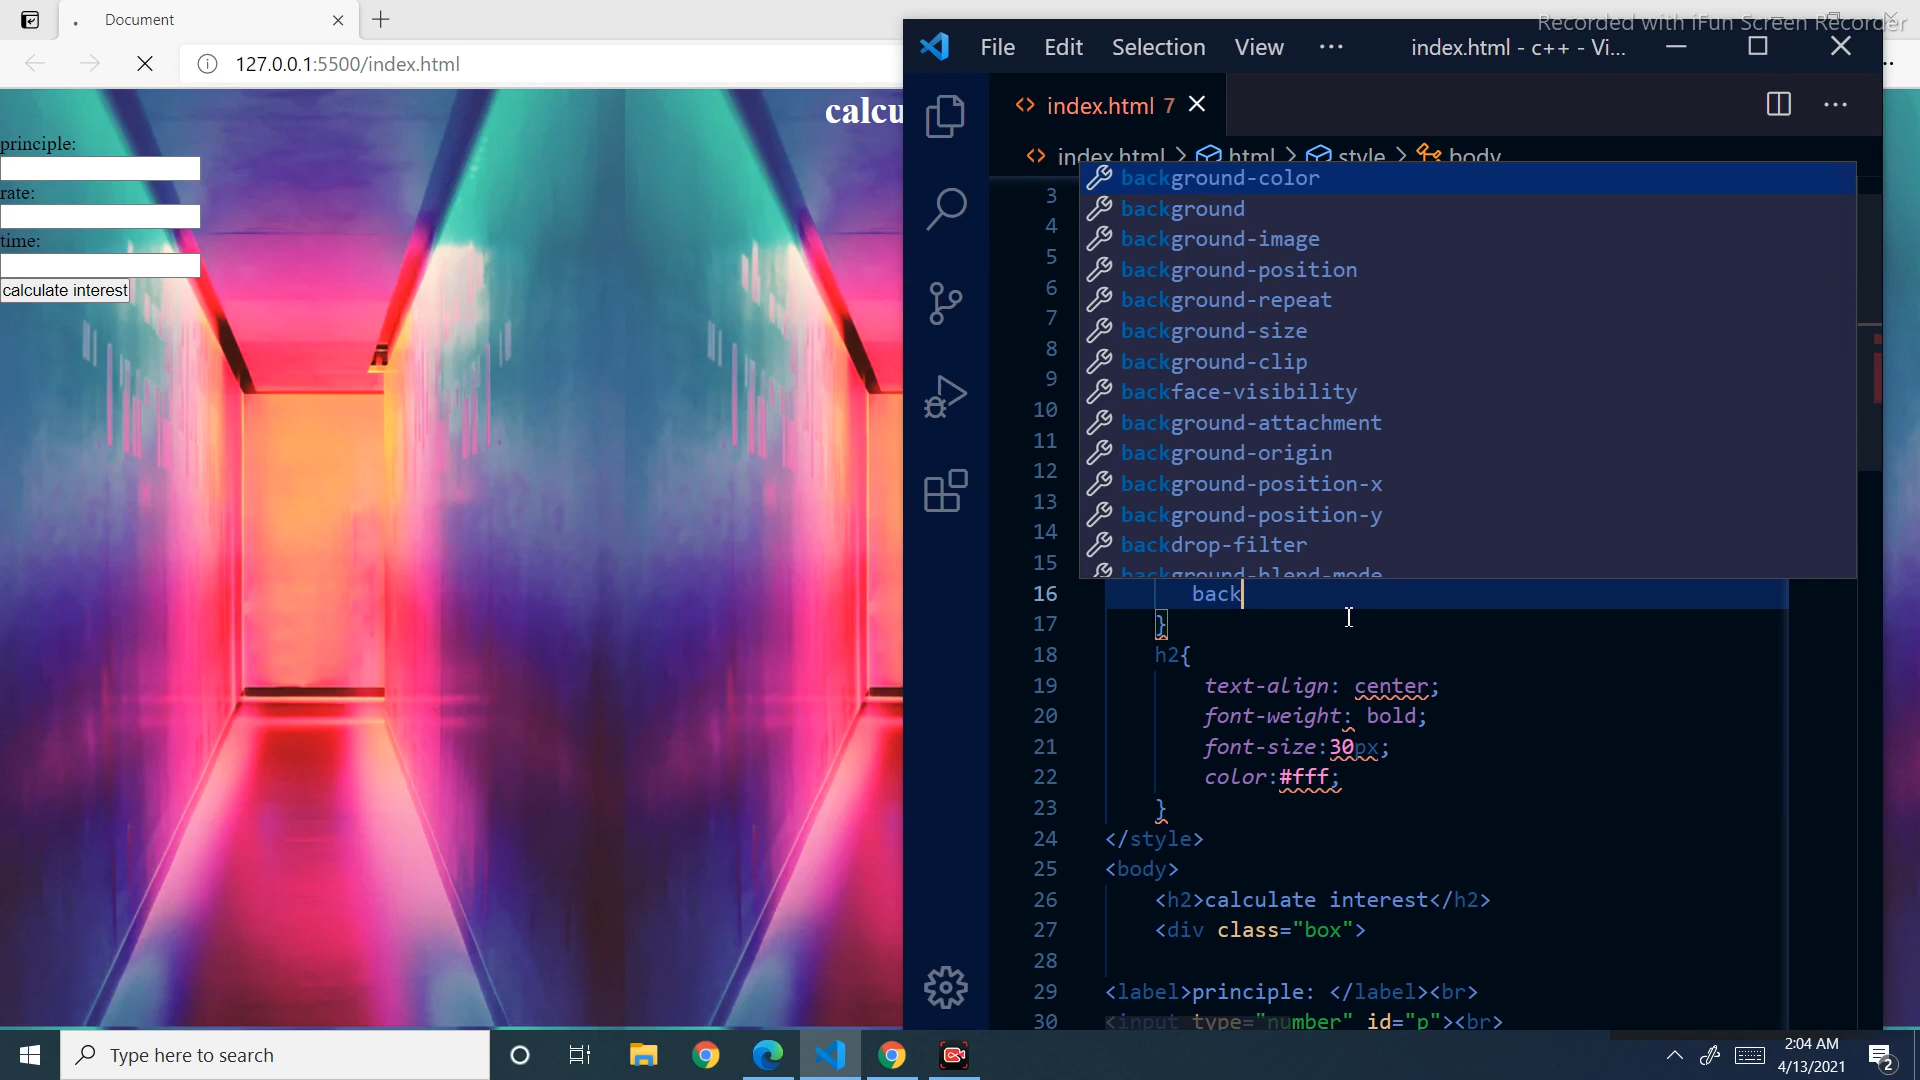 Document
Recorded with iFun Screen Recorder
File Edit Selection View ··· index.html - c++ - Vi...
127.0.0.1:5500/index.html
index.html 7
index.html > html > style > body
calcu
principle:
rate:
time:
calculate interest
background-color
background
background-image
background-position
background-repeat
background-size
background-clip
backface-visibility
background-attachment
background-origin
background-position-x
background-position-y
backdrop-filter
background-blend-mode
3
4
5
6
7
8
9
10
11
12
13
14
15
16 back
17 }
18 h2{
19 text-align: center;
20 font-weight: bold;
21 font-size:30px;
22 color:#fff;
23 }
24 </style>
25 <body>
26 <h2>calculate interest</h2>
27 <div class="box">
28
29 <label>principle: </label><br>
30 <input type="number" id="p"><br>
Type here to search
2:04 AM
4/13/2021
2